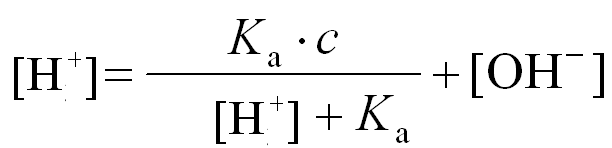 [H⁺] = (Kₐ · c) / ([H⁺] + Kₐ) + [OH⁻]